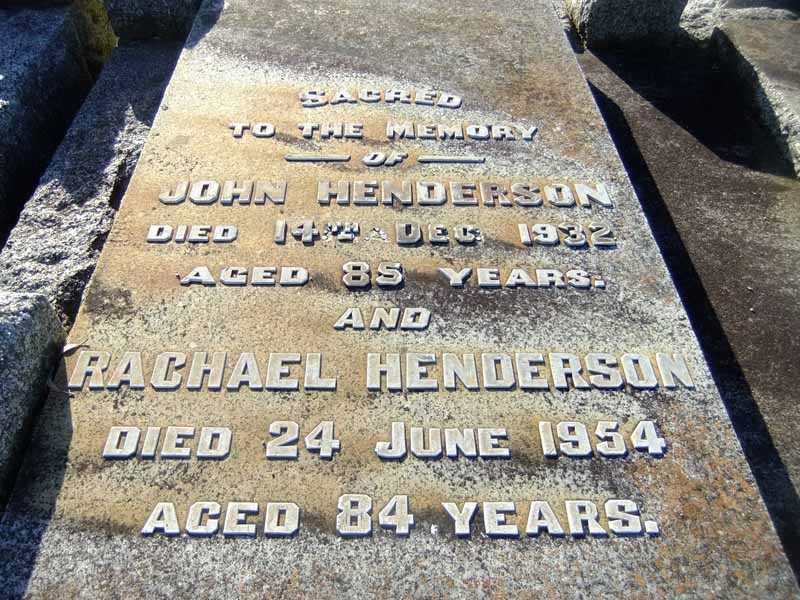 SACRED
TO THE MEMORY
OF
JOHN HENDERSON
DIED 14TH DEC. 1932
AGED 85 YEARS.
AND
RACHAEL HENDERSON
DIED 24 JUNE 1954
AGED 84 YEARS.